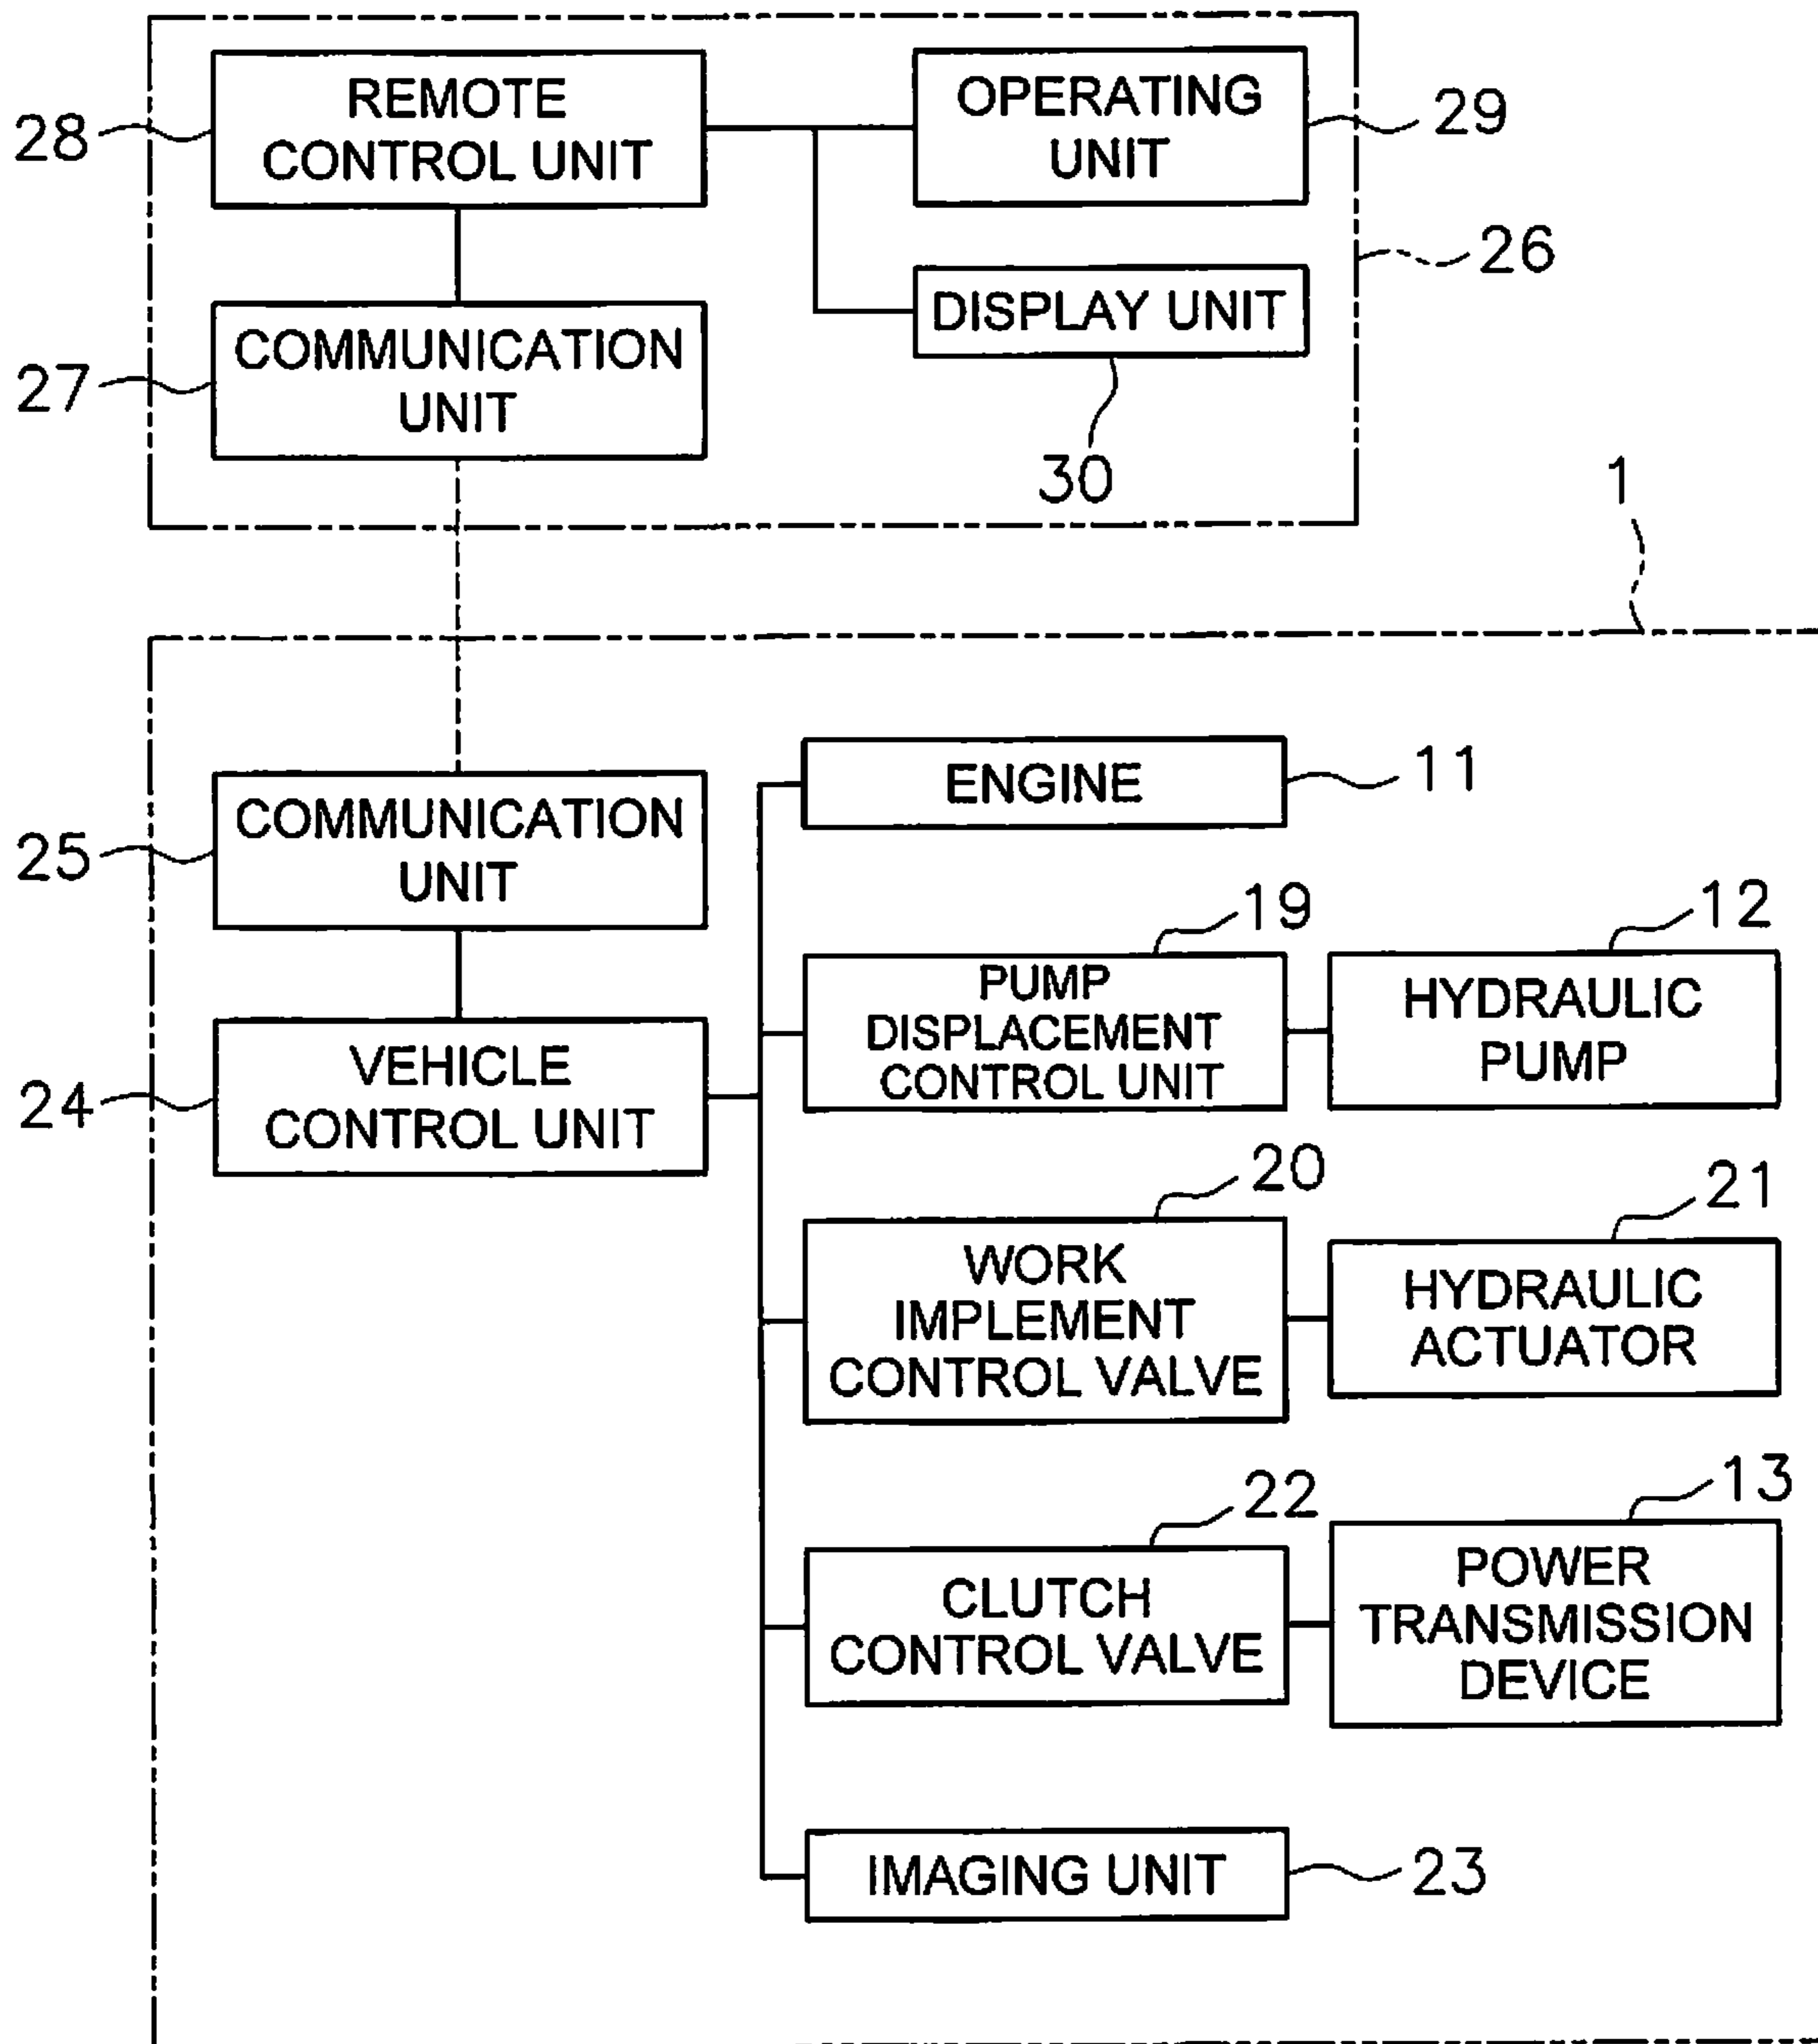 28
REMOTE
CONTROL UNIT
OPERATING
UNIT
29
26
DISPLAY UNIT
30
27
COMMUNICATION
UNIT
1
ENGINE
11
25
COMMUNICATION
UNIT
19
PUMP
DISPLACEMENT
CONTROL UNIT
12
HYDRAULIC
PUMP
24
VEHICLE
CONTROL UNIT
20
WORK
IMPLEMENT
CONTROL VALVE
21
HYDRAULIC
ACTUATOR
22
CLUTCH
CONTROL VALVE
13
POWER
TRANSMISSION
DEVICE
IMAGING UNIT
23